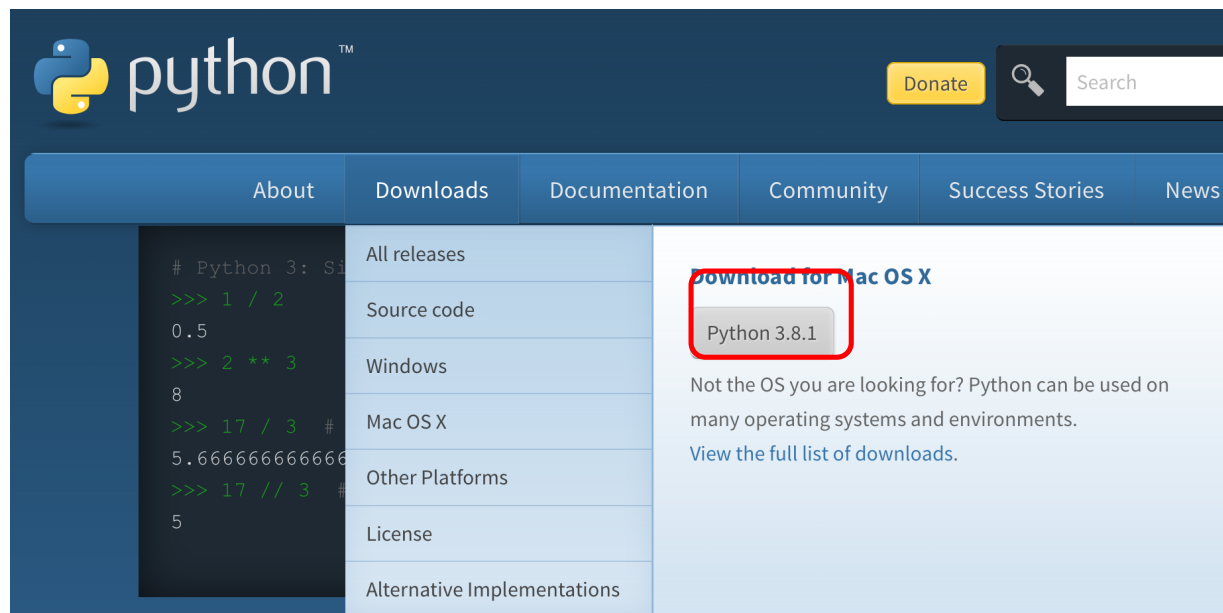 python™
Donate
Search
About Downloads Documentation Community Success Stories News
# Python 3: Si
>>> 1 / 2
0.5
>>> 2 ** 3
8
>>> 17 / 3 #
5.666666666666
>>> 17 // 3 #
5
All releases
Source code
Windows
Mac OS X
Other Platforms
License
Alternative Implementations
Download for Mac OS X
Python 3.8.1
Not the OS you are looking for? Python can be used on
many operating systems and environments.
View the full list of downloads.